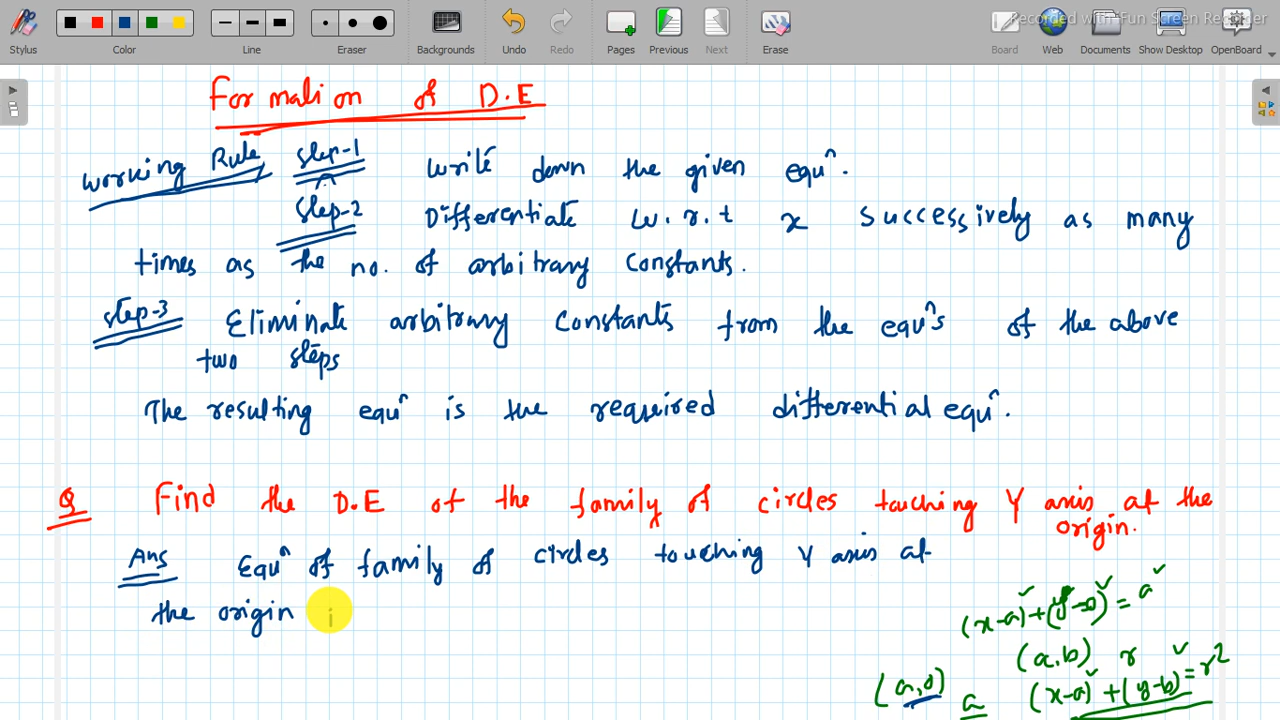 Recorded with Fun Screen Recorder
Stylus Color Line Eraser Backgrounds Undo Redo Pages Previous Next Erase Board Web Documents Show Desktop OpenBoard
Formation of D.E
Working Rule Step-1 Write down the given equⁿ.
Step-2 Differentiate w.r.t x successively as many
times as the no. of arbitrary constants.
Step-3 Eliminate arbitrary constants from the equⁿs of the above
two steps
The resulting equⁿ is the required differential equⁿ.
Q Find the D.E of the family of circles touching Y axis at the
origin.
Ans Equⁿ of family of circles touching Y axis at
the origin i
(x-a)²+(y-0)²=a²
(a,b) r
(a,0) a (x-a)²+(y-b)²=r²